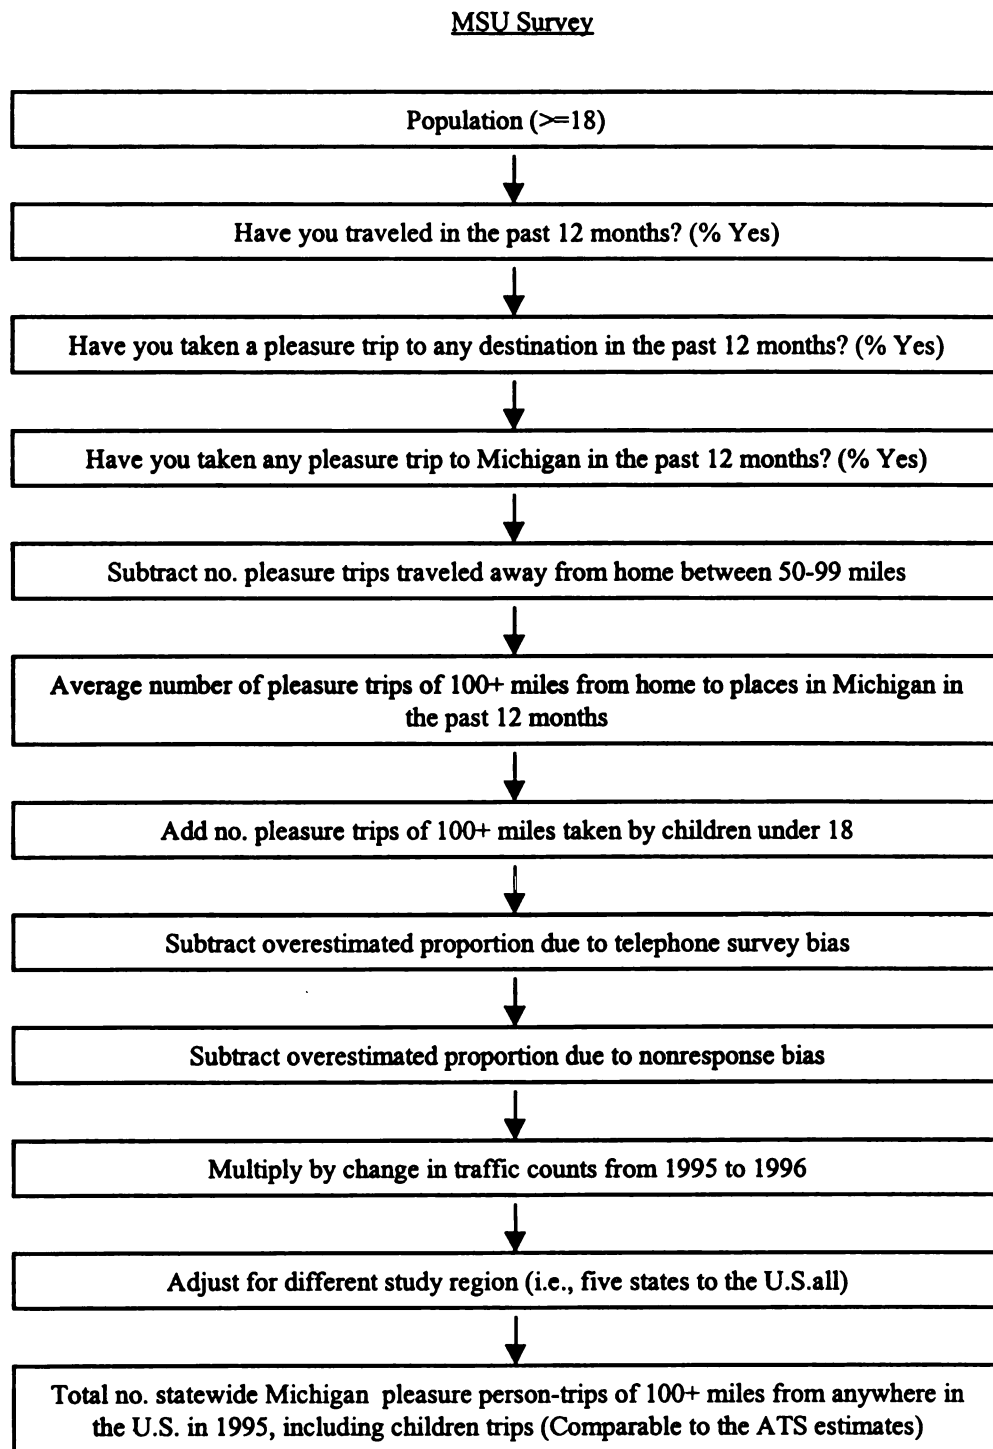 MSU Survey
Population (>=18)
Have you traveled in the past 12 months? (% Yes)
Have you taken a pleasure trip to any destination in the past 12 months? (% Yes)
Have you taken any pleasure trip to Michigan in the past 12 months? (% Yes)
Subtract no. pleasure trips traveled away from home between 50-99 miles
Average number of pleasure trips of 100+ miles from home to places in Michigan in
the past 12 months
Add no. pleasure trips of 100+ miles taken by children under 18
Subtract overestimated proportion due to telephone survey bias
Subtract overestimated proportion due to nonresponse bias
Multiply by change in traffic counts from 1995 to 1996
Adjust for different study region (i.e., five states to the U.S.all)
Total no. statewide Michigan pleasure person-trips of 100+ miles from anywhere in
the U.S. in 1995, including children trips (Comparable to the ATS estimates)